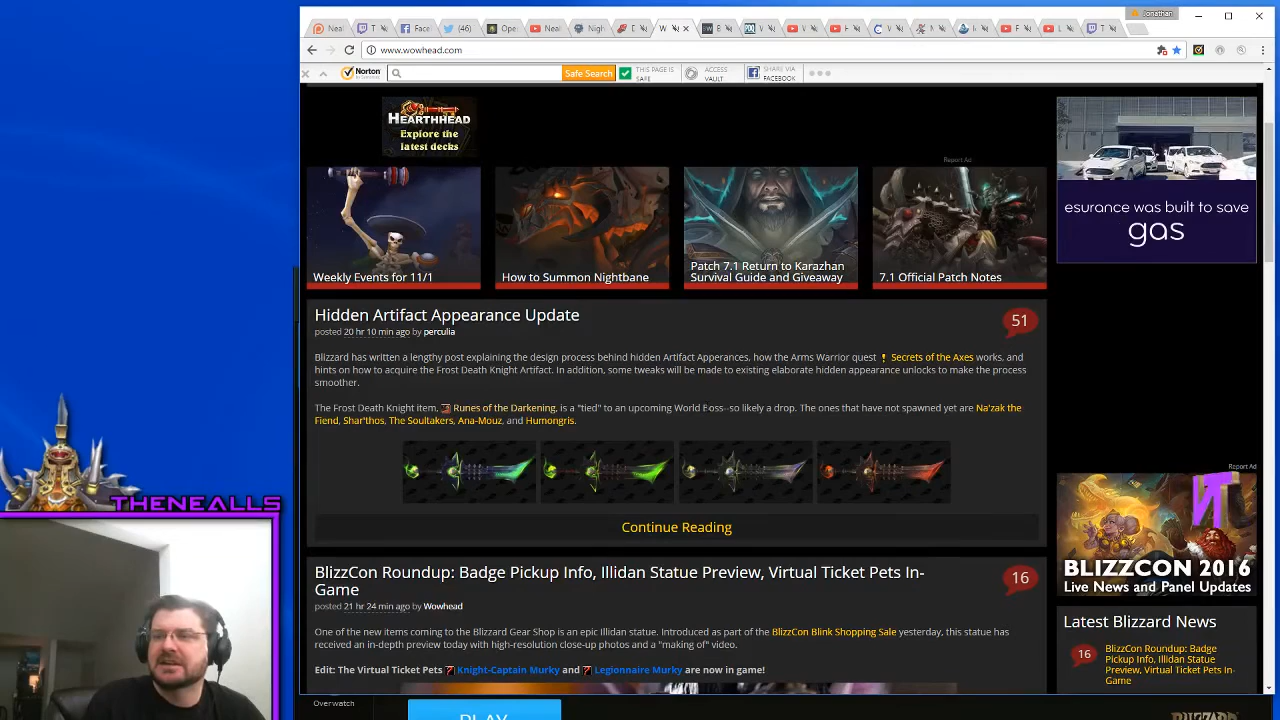 Jonathan
Nea
T
Face
(46)
Ope
Neal
Nigh
D
W
B
V
V
H
V
N
F
L
T
www.wowhead.com
Norton
Safe Search
THIS PAGE IS
SAFE
ACCESS
VAULT
SHARE VIA
FACEBOOK
HEARTHHEAD
Explore the
latest decks
Report Ad
Weekly Events for 11/1
How to Summon Nightbane
Patch 7.1 Return to Karazhan
Survival Guide and Giveaway
7.1 Official Patch Notes
esurance was built to save
gas
Hidden Artifact Appearance Update
51
posted 20 hr 10 min ago by perculia
Blizzard has written a lengthy post explaining the design process behind hidden Artifact Apperances, how the Arms Warrior quest Secrets of the Axes works, and
hints on how to acquire the Frost Death Knight Artifact. In addition, some tweaks will be made to existing elaborate hidden appearance unlocks to make the process
smoother.
The Frost Death Knight item, Runes of the Darkening, is a "tied" to an upcoming World Boss--so likely a drop. The ones that have not spawned yet are Na'zak the
Fiend, Shar'thos, The Soultakers, Ana-Mouz, and Humongris.
Continue Reading
Report Ad
BLIZZCON 2016
Live News and Panel Updates
BlizzCon Roundup: Badge Pickup Info, Illidan Statue Preview, Virtual Ticket Pets In-
Game
16
posted 21 hr 24 min ago by Wowhead
One of the new items coming to the Blizzard Gear Shop is an epic Illidan statue. Introduced as part of the BlizzCon Blink Shopping Sale yesterday, this statue has
received an in-depth preview today with high-resolution close-up photos and a "making of" video.
Edit: The Virtual Ticket Pets Knight-Captain Murky and Legionnaire Murky are now in game!
Latest Blizzard News
16
BlizzCon Roundup: Badge
Pickup Info, Illidan Statue
Preview, Virtual Ticket Pets In-
Game
THENEALLS
Overwatch
PLAY
BLIZZARD